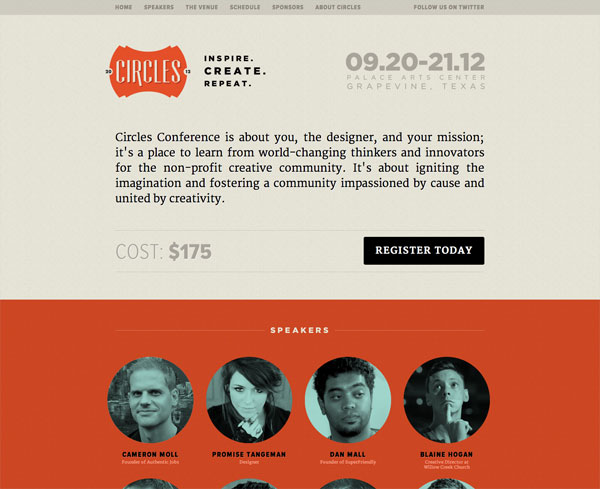 HOME SPEAKERS THE VENUE SCHEDULE SPONSORS ABOUT CIRCLES FOLLOW US ON TWITTER
20 CIRCLES 13
INSPIRE.
CREATE.
REPEAT.
09.20-21.12
PALACE ARTS CENTER
GRAPEVINE, TEXAS
Circles Conference is about you, the designer, and your mission;
it's a place to learn from world-changing thinkers and innovators
for the non-profit creative community. It's about igniting the
imagination and fostering a community impassioned by cause and
united by creativity.
COST: $175
REGISTER TODAY
SPEAKERS
CAMERON MOLL
Founder of Authentic Jobs
PROMISE TANGEMAN
Designer
DAN MALL
Founder of SuperFriendly
BLAINE HOGAN
Creative Director at
Willow Creek Church